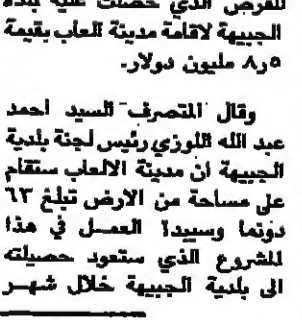 للقرض الذي حصلت عليه بلدة
الجبيهة لاقامة مدينة العاب بقيمة
٨ر٥ مليون دولار.
وقال المتصرف السيد احمد
عبد الله اللوزي رئيس لجنة بلدية
الجبيهة ان مدينة الالعاب ستقام
على مساحة من الارض تبلغ ٦٣
دونما وسيبدا العمل في هذا
المشروع الذي ستعود حصيلته
الى بلدية الجبيهة خلال شهر